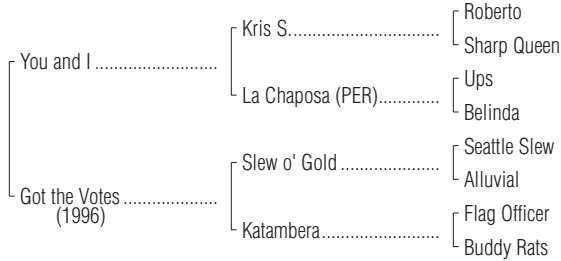 Roberto
Kris S.
Sharp Queen
You and I
Ups
La Chaposa (PER)
Belinda
Seattle Slew
Slew o' Gold
Alluvial
Got the Votes
(1996)
Flag Officer
Katambera
Buddy Rats